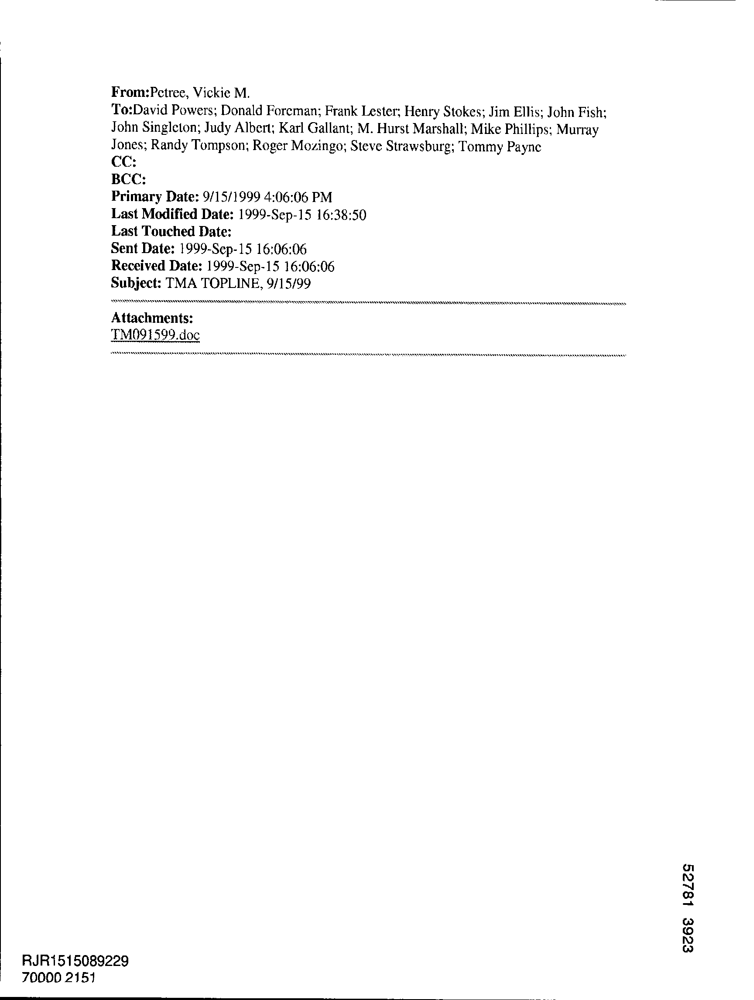 From:Petree, Vickie M.
To:David Powers; Donald Foreman; Frank Lester; Henry Stokes; Jim Ellis; John Fish;
John Singleton; Judy Albert; Karl Gallant; M. Hurst Marshall; Mike Phillips; Murray
Jones; Randy Tompson; Roger Mozingo; Steve Strawsburg; Tommy Payne
CC:
BCC:
Primary Date: 9/15/1999 4:06:06 PM
Last Modified Date: 1999-Sep-15 16:38:50
Last Touched Date:
Sent Date: 1999-Sep-15 16:06:06
Received Date: 1999-Sep-15 16:06:06
Subject: TMA TOPLINE, 9/15/99
Attachments:
TM091599.doc
52781 3923
RJR1515089229
70000 2151